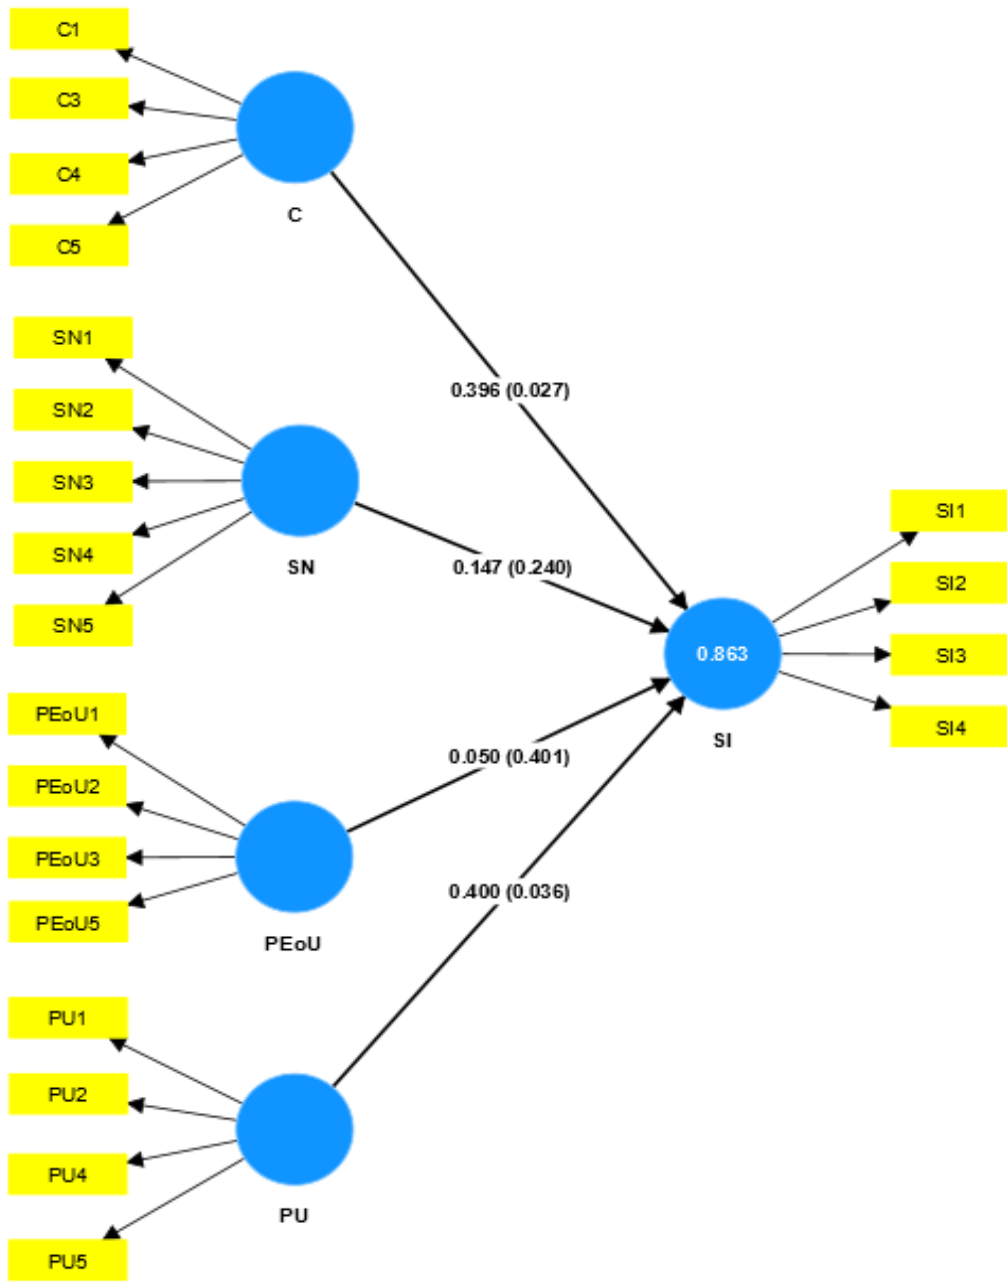 C1
C3
C4
C5
C
SN1
SN2
SN3
SN4
SN5
SN
PEoU1
PEoU2
PEoU3
PEoU5
PEoU
PU1
PU2
PU4
PU5
PU
0.396 (0.027)
0.147 (0.240)
0.050 (0.401)
0.400 (0.036)
0.863
SI
SI1
SI2
SI3
SI4